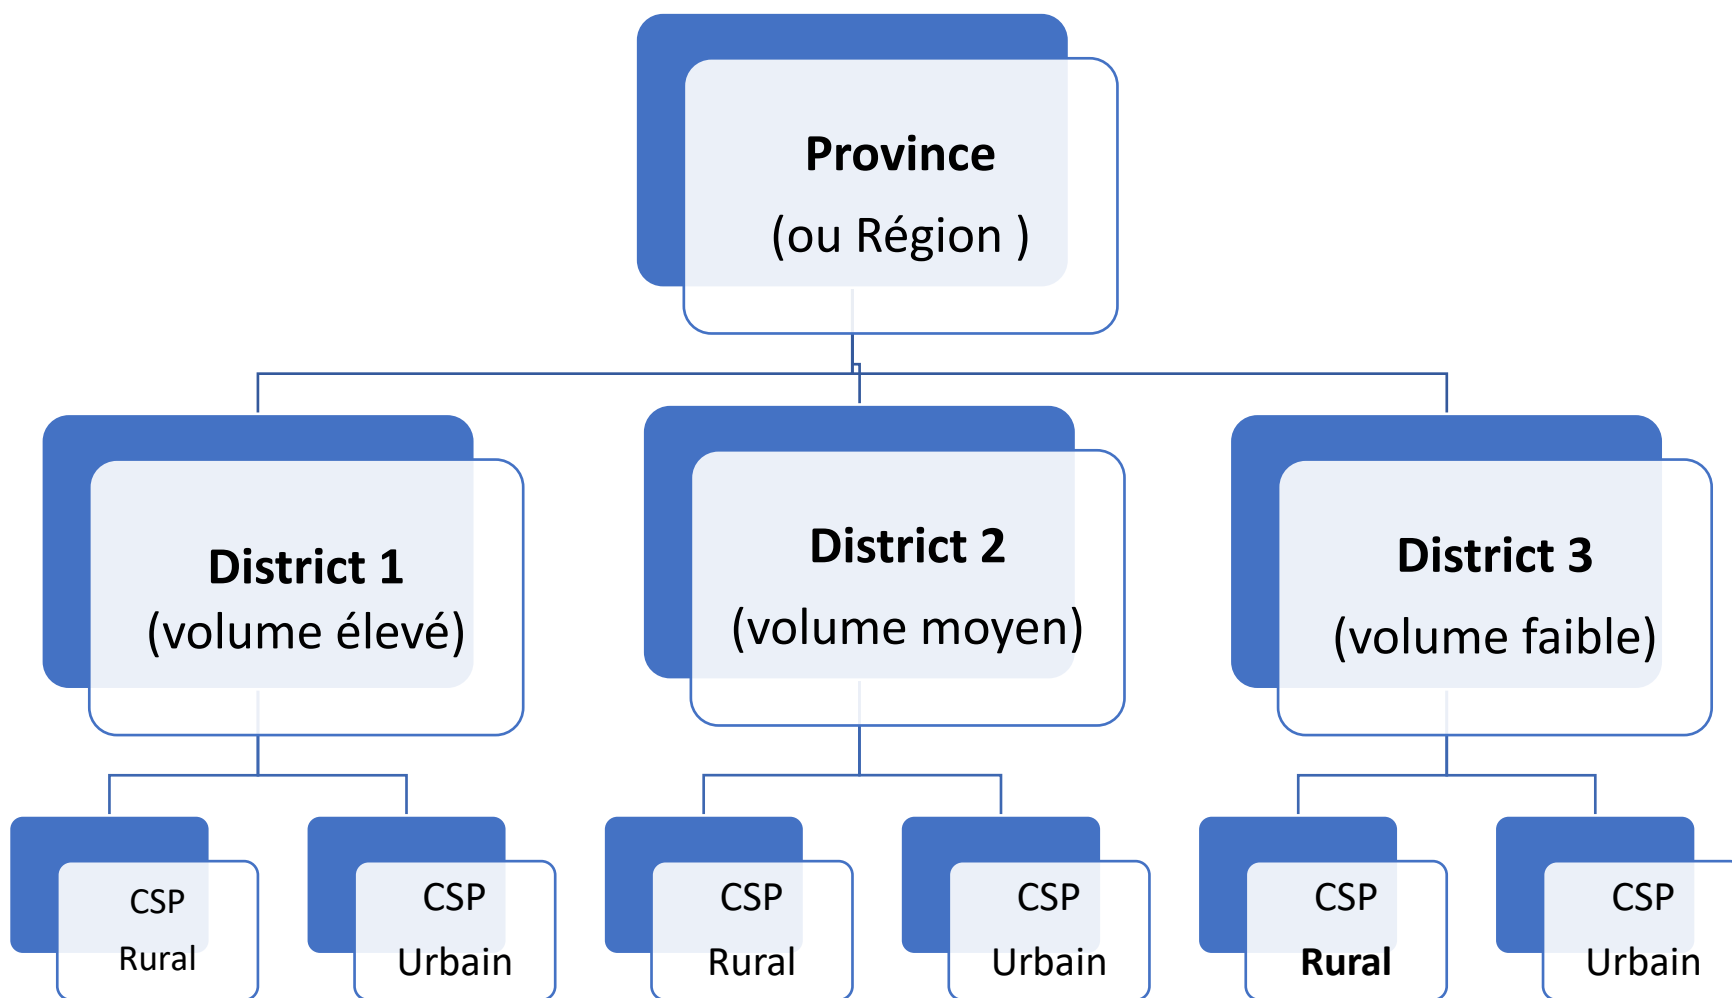 Province
(ou Région )
District 1
(volume élevé)
District 2
(volume moyen)
District 3
(volume faible)
CSP
Rural
CSP
Urbain
CSP
Rural
CSP
Urbain
CSP
Rural
CSP
Urbain